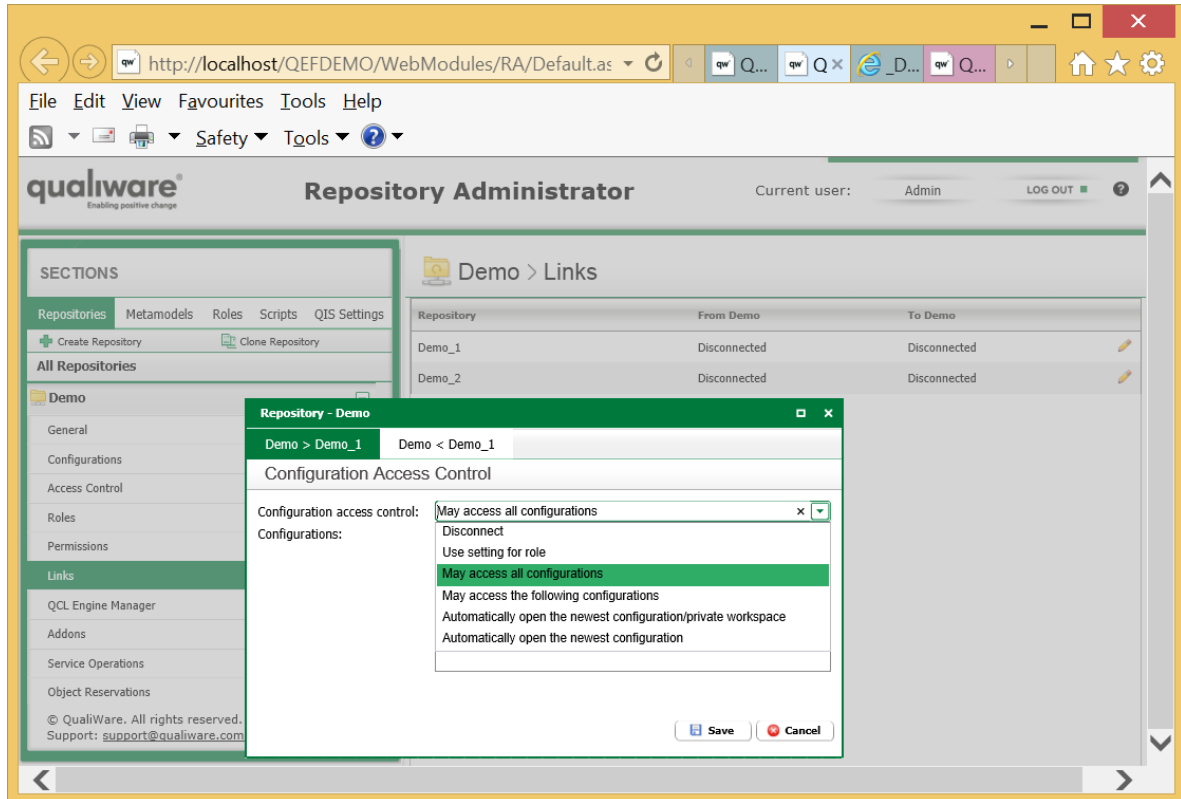 http://localhost/QEFDEMO/WebModules/RA/Default.as
qw Q...
qw Q ×
_D...
qw Q...
File Edit View Favourites Tools Help
Safety Tools
qualiware®
Enabling positive change
Repository Administrator
Current user: Admin
LOG OUT
SECTIONS
Demo > Links
Repositories Metamodels Roles Scripts QIS Settings
Create Repository Clone Repository
All Repositories
Demo
General
Configurations
Access Control
Roles
Permissions
Links
QCL Engine Manager
Addons
Service Operations
Object Reservations
© QualiWare. All rights reserved.
Support: support@qualiware.com
Repository From Demo To Demo
Demo_1 Disconnected Disconnected
Demo_2 Disconnected Disconnected
Repository - Demo
Demo > Demo_1 Demo < Demo_1
Configuration Access Control
Configuration access control: May access all configurations
Configurations:
Disconnect
Use setting for role
May access all configurations
May access the following configurations
Automatically open the newest configuration/private workspace
Automatically open the newest configuration
Save Cancel